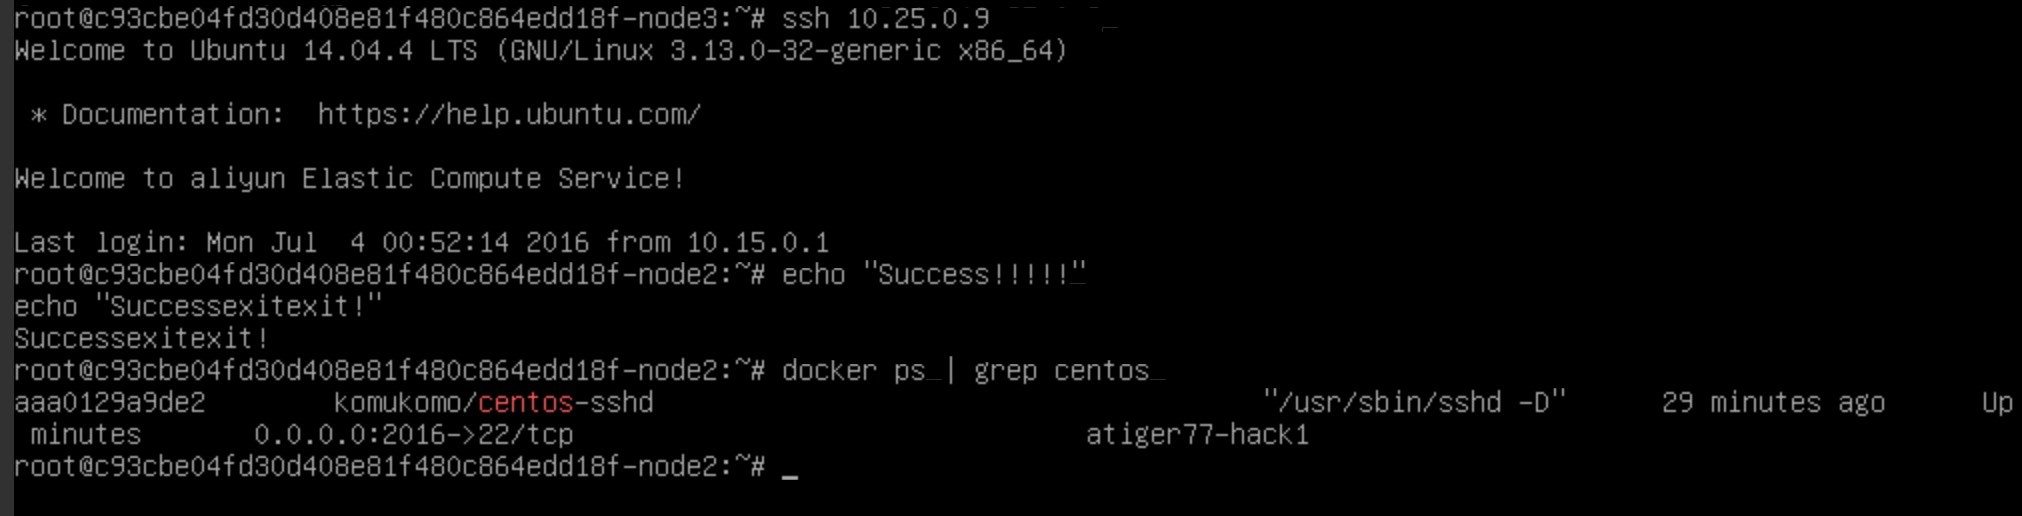 root@c93cbe04fd30d408e81f480c864edd18f-node3:~# ssh 10.25.0.9
Welcome to Ubuntu 14.04.4 LTS (GNU/Linux 3.13.0-32-generic x86_64)
* Documentation: https://help.ubuntu.com/
Welcome to aliyun Elastic Compute Service!
Last login: Mon Jul 4 00:52:14 2016 from 10.15.0.1
root@c93cbe04fd30d408e81f480c864edd18f-node2:~# echo "Success!!!!!"
echo "Successexitexit!"
Successexitexit!
root@c93cbe04fd30d408e81f480c864edd18f-node2:~# docker ps | grep centos
aaa0129a9de2 komukomo/centos-sshd "/usr/sbin/sshd -D" 29 minutes ago Up
minutes 0.0.0.0:2016->22/tcp atiger77-hack1
root@c93cbe04fd30d408e81f480c864edd18f-node2:~# _